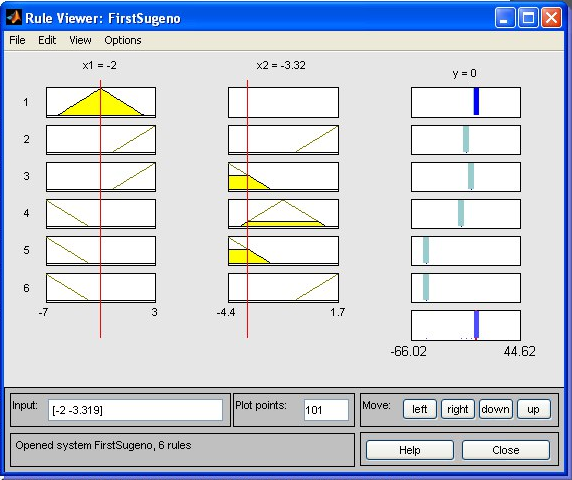 Rule Viewer: FirstSugeno
File Edit View Options
x1 = -2 x2 = -3.32 y = 0
1
2
3
4
5
6
-7 3 -4.4 1.7
-66.02 44.62
Input: [-2 -3.319] Plot points: 101 Move: left right down up
Opened system FirstSugeno, 6 rules Help Close